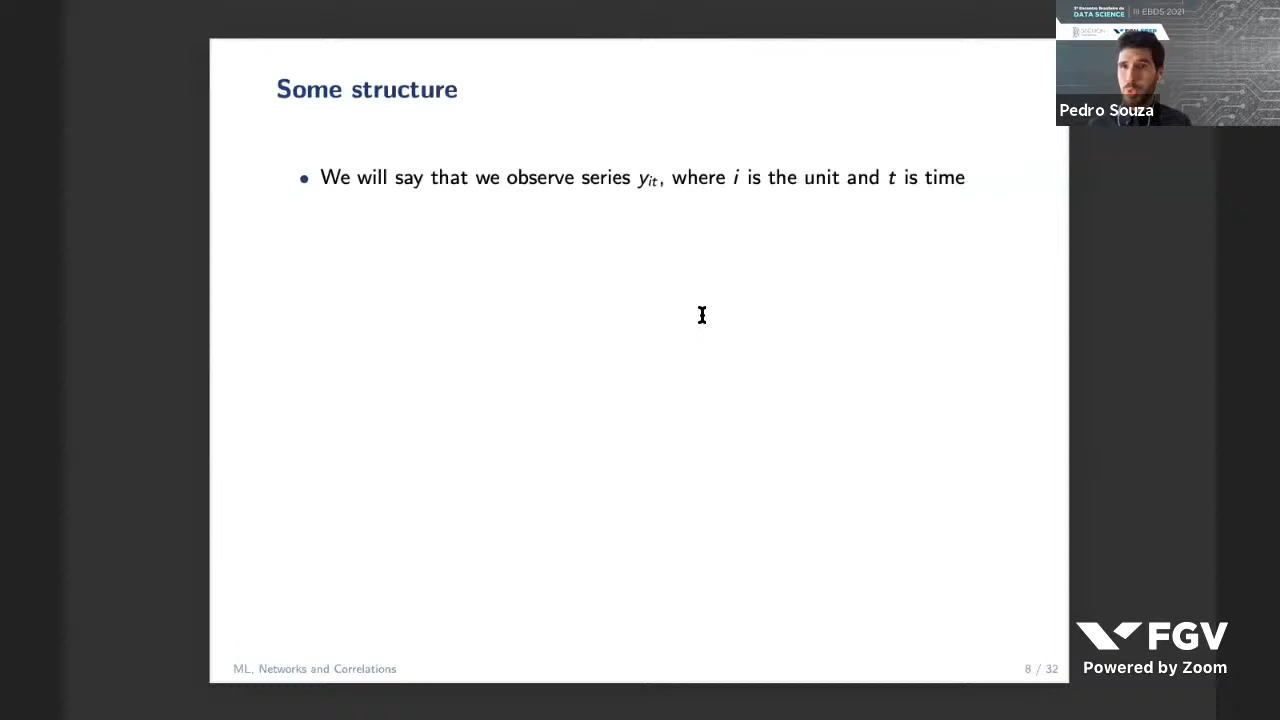 Some structure
• We will say that we observe series y_it, where i is the unit and t is time
ML, Networks and Correlations
8 / 32
DATA SCIENCE | III EBDS 2021
Pedro Souza
FGV
Powered by Zoom